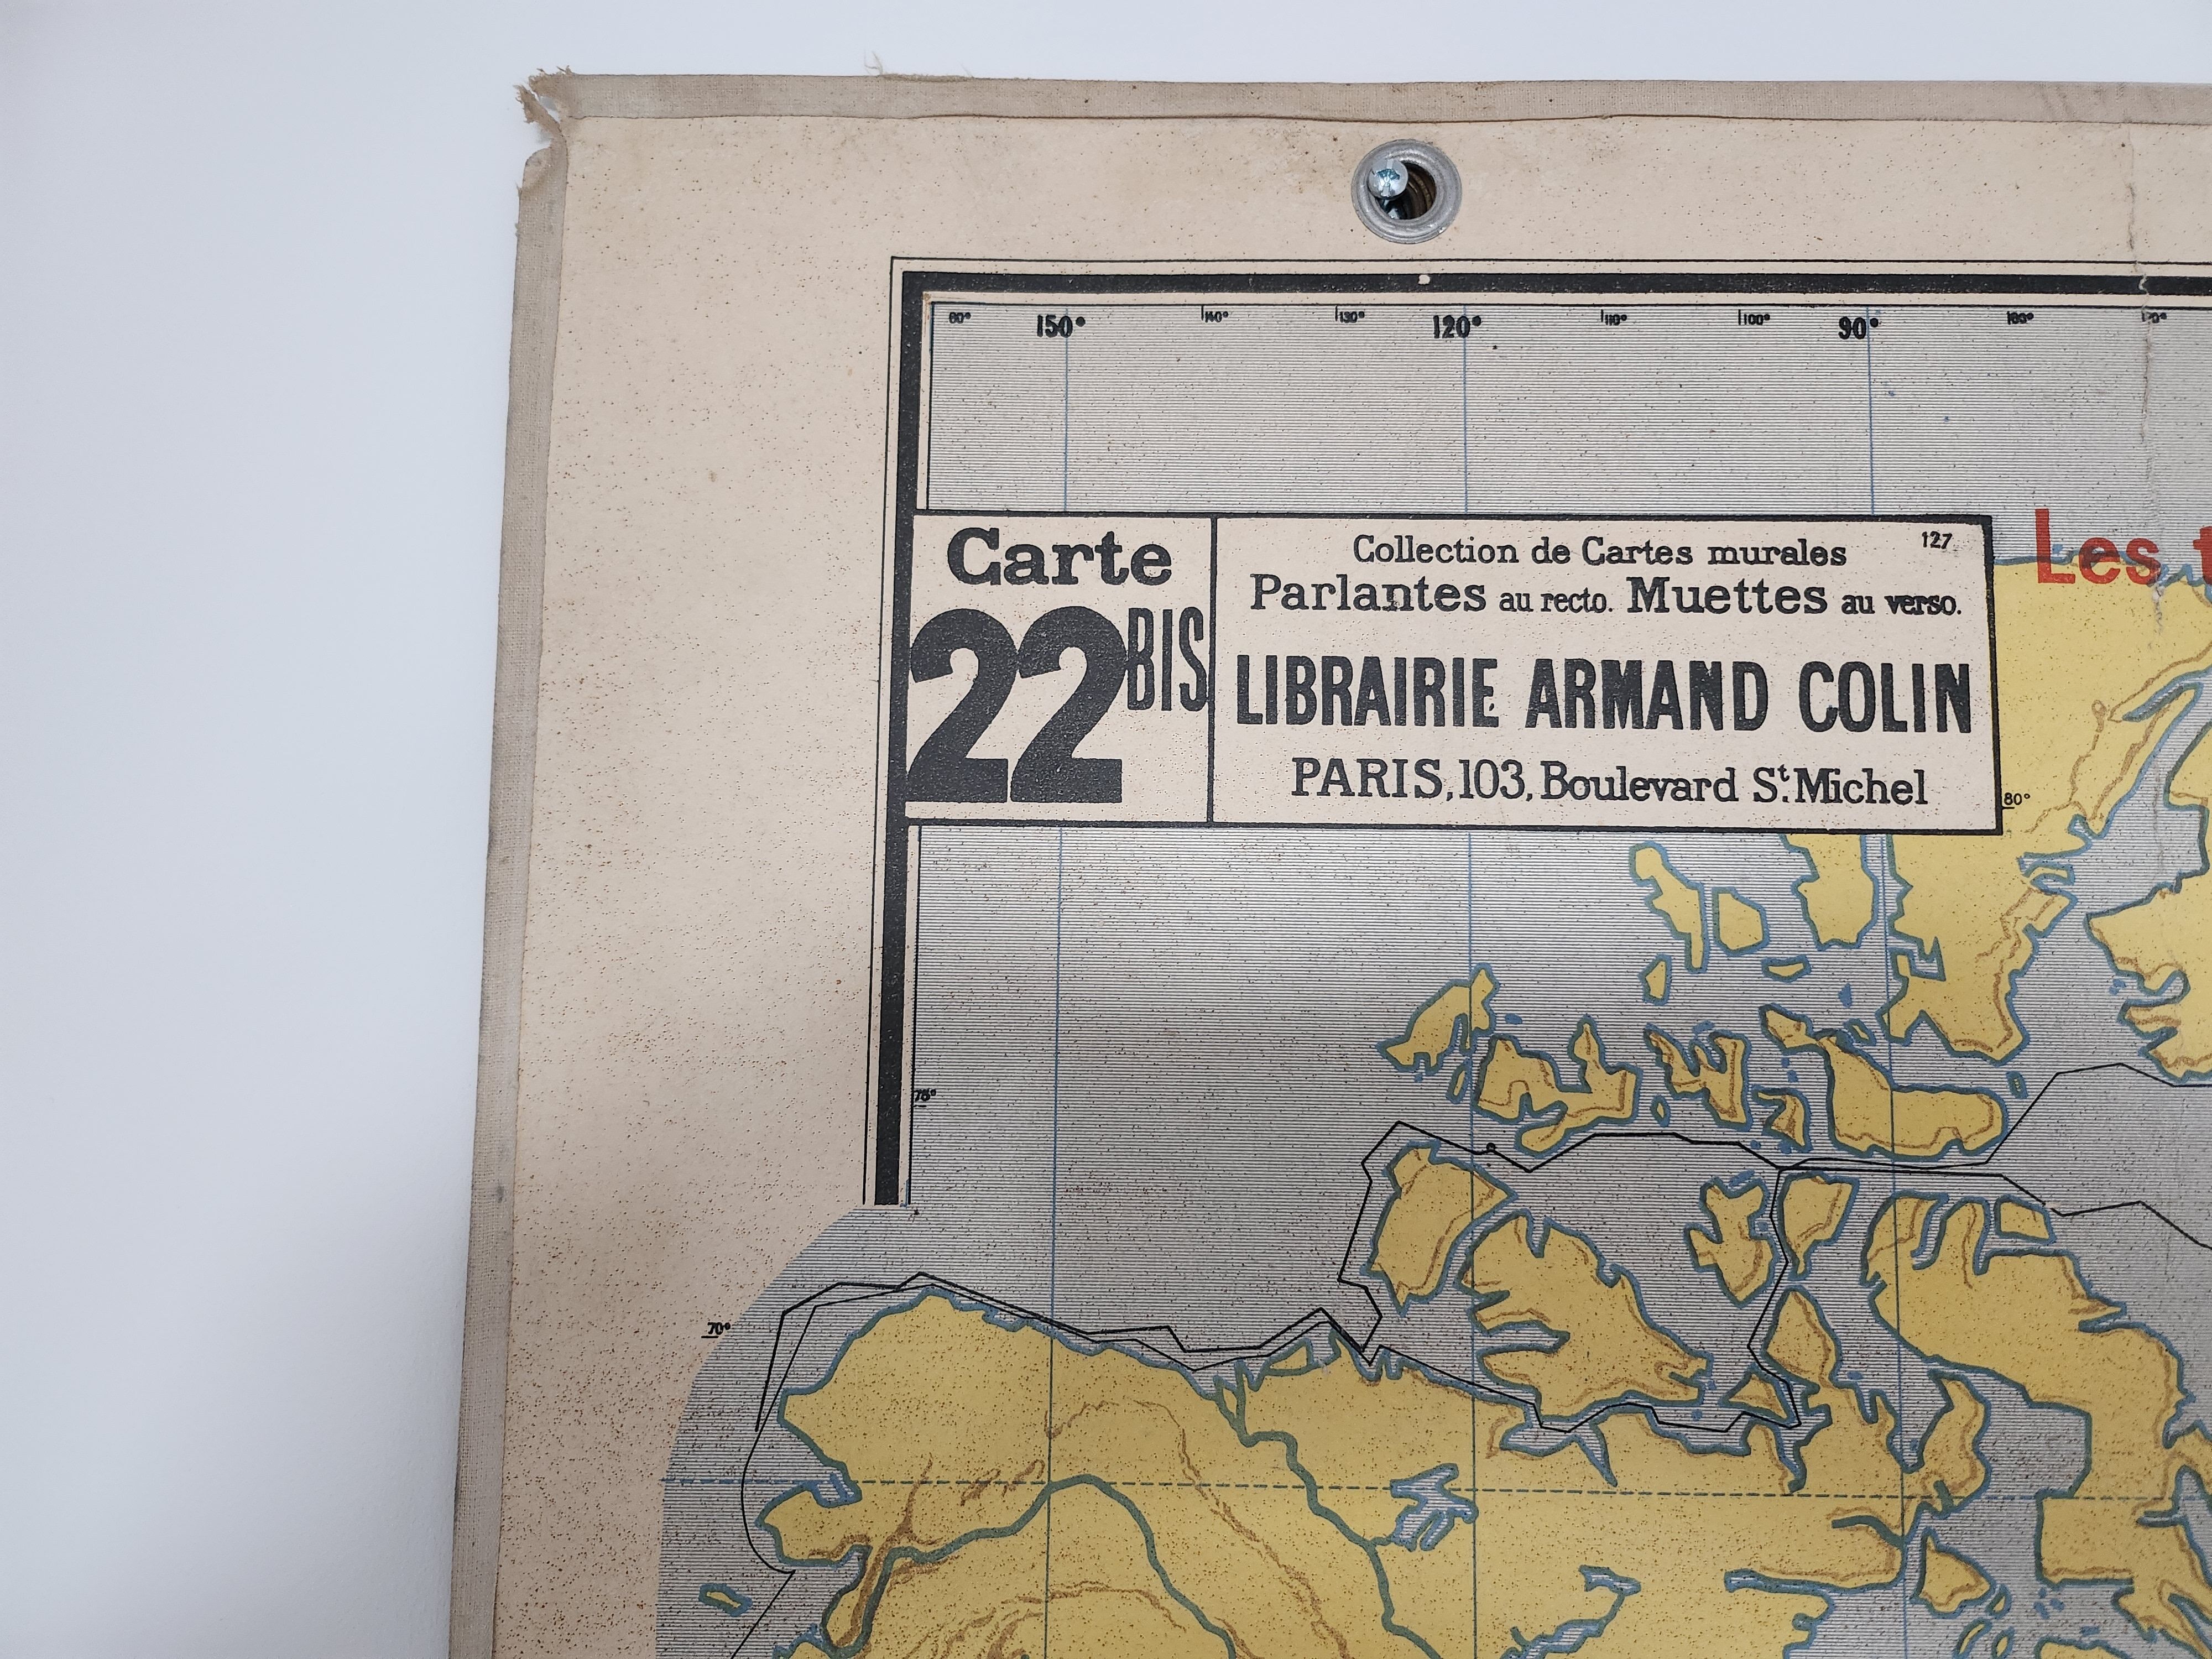 60° 150° 140° 130° 120° 110° 100° 90°
Les t
Carte
22 BIS
Collection de Cartes murales 127
Parlantes au recto. Muettes au verso.
LIBRAIRIE ARMAND COLIN
PARIS, 103, Boulevard St. Michel
80°
75°
70°